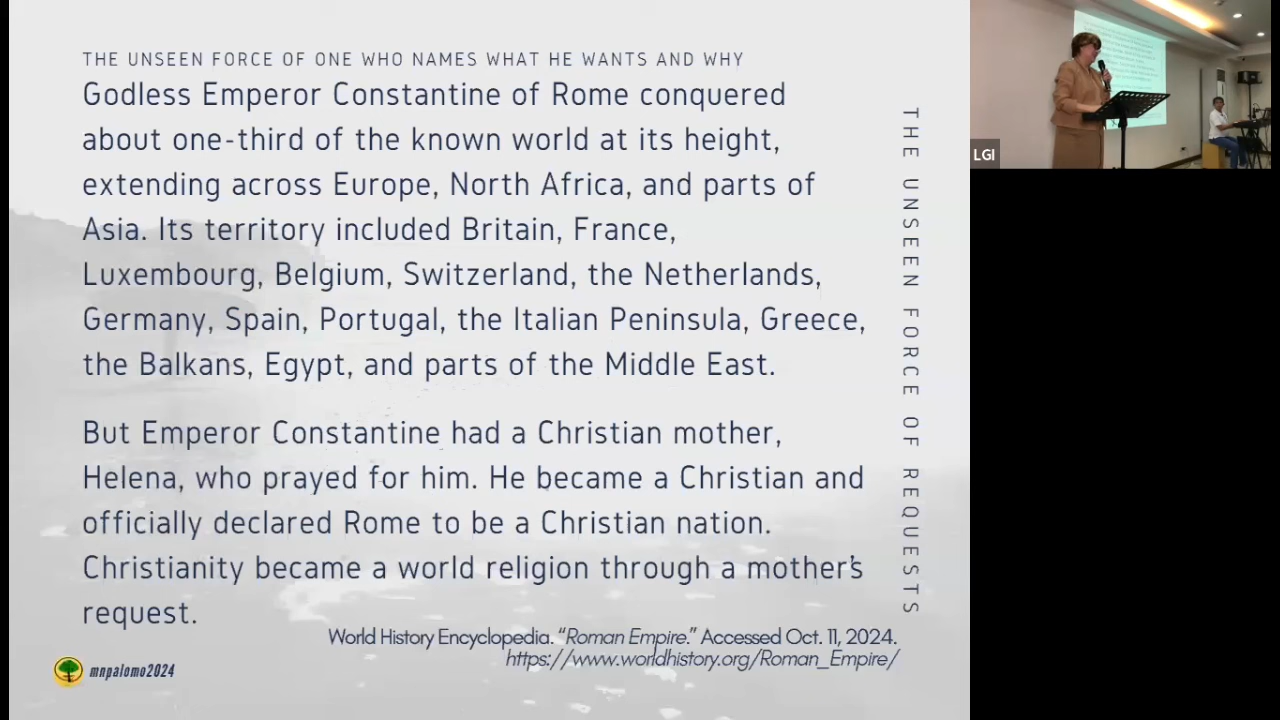 THE UNSEEN FORCE OF ONE WHO NAMES WHAT HE WANTS AND WHY
Godless Emperor Constantine of Rome conquered
about one-third of the known world at its height,
extending across Europe, North Africa, and parts of
Asia. Its territory included Britain, France,
Luxembourg, Belgium, Switzerland, the Netherlands,
Germany, Spain, Portugal, the Italian Peninsula, Greece,
the Balkans, Egypt, and parts of the Middle East.
But Emperor Constantine had a Christian mother,
Helena, who prayed for him. He became a Christian and
officially declared Rome to be a Christian nation.
Christianity became a world religion through a mother's
request.
World History Encyclopedia. “Roman Empire.” Accessed Oct. 11, 2024.
https://www.worldhistory.org/Roman_Empire/
mnpalomo2024
THE UNSEEN FORCE OF REQUESTS
LGI